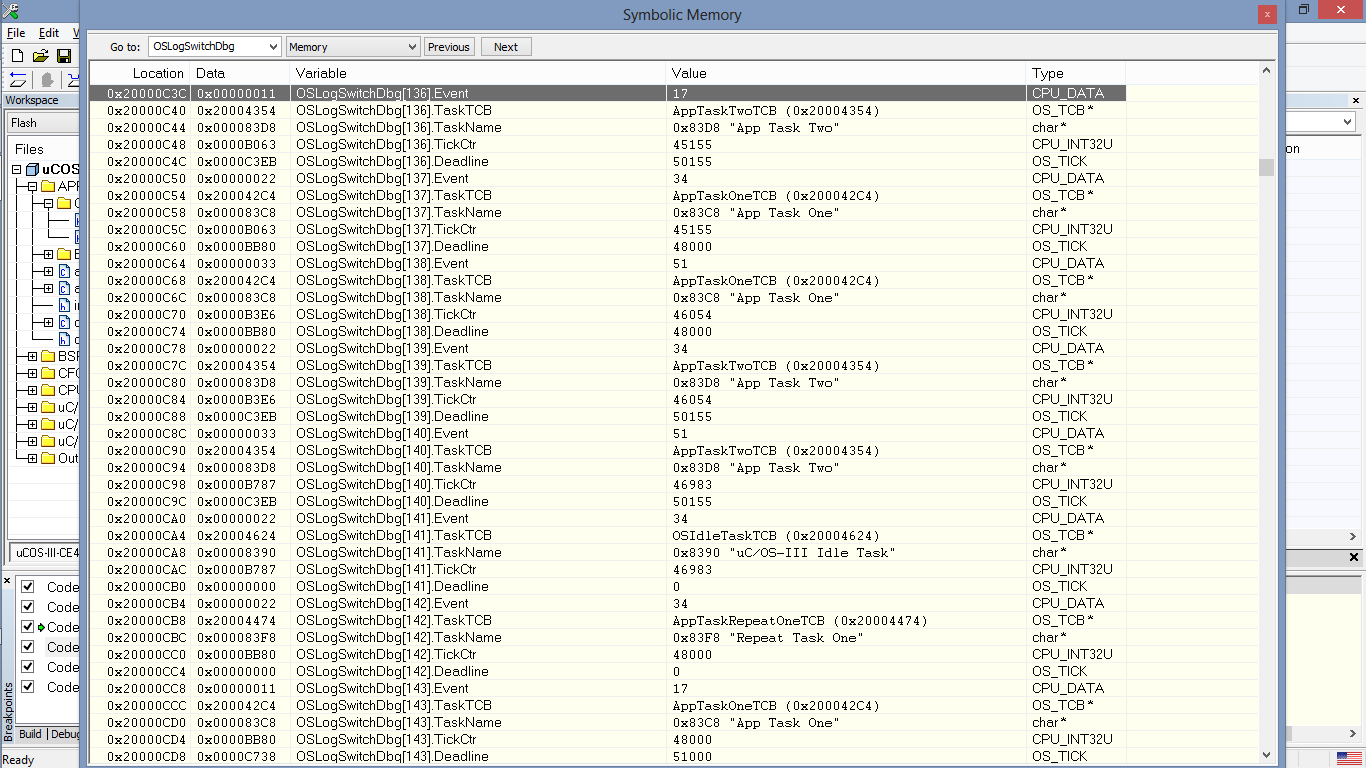 Symbolic Memory
File Edit V
Go to: OSLogSwitchDbg Memory Previous Next
Workspace
Flash
Files
uCOS
APP
BSP
CPU
uC/
uC/
uC/
Out
on
Location Data Variable Value Type
0x20000C3C 0x00000011 OSLogSwitchDbg[136].Event 17 CPU_DATA
0x20000C40 0x20004354 OSLogSwitchDbg[136].TaskTCB AppTaskTwoTCB (0x20004354) OS_TCB*
0x20000C44 0x000083D8 OSLogSwitchDbg[136].TaskName 0x83D8 "App Task Two" char*
0x20000C48 0x0000B063 OSLogSwitchDbg[136].TickCtr 45155 CPU_INT32U
0x20000C4C 0x0000C3EB OSLogSwitchDbg[136].Deadline 50155 OS_TICK
0x20000C50 0x00000022 OSLogSwitchDbg[137].Event 34 CPU_DATA
0x20000C54 0x200042C4 OSLogSwitchDbg[137].TaskTCB AppTaskOneTCB (0x200042C4) OS_TCB*
0x20000C58 0x000083C8 OSLogSwitchDbg[137].TaskName 0x83C8 "App Task One" char*
0x20000C5C 0x0000B063 OSLogSwitchDbg[137].TickCtr 45155 CPU_INT32U
0x20000C60 0x0000BB80 OSLogSwitchDbg[137].Deadline 48000 OS_TICK
0x20000C64 0x00000033 OSLogSwitchDbg[138].Event 51 CPU_DATA
0x20000C68 0x200042C4 OSLogSwitchDbg[138].TaskTCB AppTaskOneTCB (0x200042C4) OS_TCB*
0x20000C6C 0x000083C8 OSLogSwitchDbg[138].TaskName 0x83C8 "App Task One" char*
0x20000C70 0x0000B3E6 OSLogSwitchDbg[138].TickCtr 46054 CPU_INT32U
0x20000C74 0x0000BB80 OSLogSwitchDbg[138].Deadline 48000 OS_TICK
0x20000C78 0x00000022 OSLogSwitchDbg[139].Event 34 CPU_DATA
0x20000C7C 0x20004354 OSLogSwitchDbg[139].TaskTCB AppTaskTwoTCB (0x20004354) OS_TCB*
0x20000C80 0x000083D8 OSLogSwitchDbg[139].TaskName 0x83D8 "App Task Two" char*
0x20000C84 0x0000B3E6 OSLogSwitchDbg[139].TickCtr 46054 CPU_INT32U
0x20000C88 0x0000C3EB OSLogSwitchDbg[139].Deadline 50155 OS_TICK
0x20000C8C 0x00000033 OSLogSwitchDbg[140].Event 51 CPU_DATA
0x20000C90 0x20004354 OSLogSwitchDbg[140].TaskTCB AppTaskTwoTCB (0x20004354) OS_TCB*
0x20000C94 0x000083D8 OSLogSwitchDbg[140].TaskName 0x83D8 "App Task Two" char*
0x20000C98 0x0000B787 OSLogSwitchDbg[140].TickCtr 46983 CPU_INT32U
0x20000C9C 0x0000C3EB OSLogSwitchDbg[140].Deadline 50155 OS_TICK
0x20000CA0 0x00000022 OSLogSwitchDbg[141].Event 34 CPU_DATA
0x20000CA4 0x20004624 OSLogSwitchDbg[141].TaskTCB OSIdleTaskTCB (0x20004624) OS_TCB*
0x20000CA8 0x00008390 OSLogSwitchDbg[141].TaskName 0x8390 "uC/OS-III Idle Task" char*
0x20000CAC 0x0000B787 OSLogSwitchDbg[141].TickCtr 46983 CPU_INT32U
0x20000CB0 0x00000000 OSLogSwitchDbg[141].Deadline 0 OS_TICK
0x20000CB4 0x00000022 OSLogSwitchDbg[142].Event 34 CPU_DATA
0x20000CB8 0x20004474 OSLogSwitchDbg[142].TaskTCB AppTaskRepeatOneTCB (0x20004474) OS_TCB*
0x20000CBC 0x000083F8 OSLogSwitchDbg[142].TaskName 0x83F8 "Repeat Task One" char*
0x20000CC0 0x0000BB80 OSLogSwitchDbg[142].TickCtr 48000 CPU_INT32U
0x20000CC4 0x00000000 OSLogSwitchDbg[142].Deadline 0 OS_TICK
0x20000CC8 0x00000011 OSLogSwitchDbg[143].Event 17 CPU_DATA
0x20000CCC 0x200042C4 OSLogSwitchDbg[143].TaskTCB AppTaskOneTCB (0x200042C4) OS_TCB*
0x20000CD0 0x000083C8 OSLogSwitchDbg[143].TaskName 0x83C8 "App Task One" char*
0x20000CD4 0x0000BB80 OSLogSwitchDbg[143].TickCtr 48000 CPU_INT32U
0x20000CD8 0x0000C738 OSLogSwitchDbg[143].Deadline 51000 OS_TICK
uCOS-III-CE4
Code
Code
Code
Code
Code
Code
Breakpoints
Build Debug
Ready